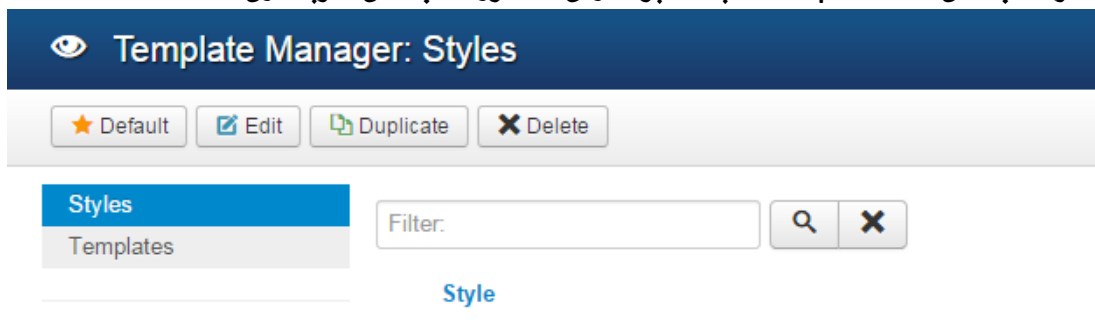 Template Manager: Styles
Default Edit Duplicate Delete
Styles
Templates
Filter:
Style